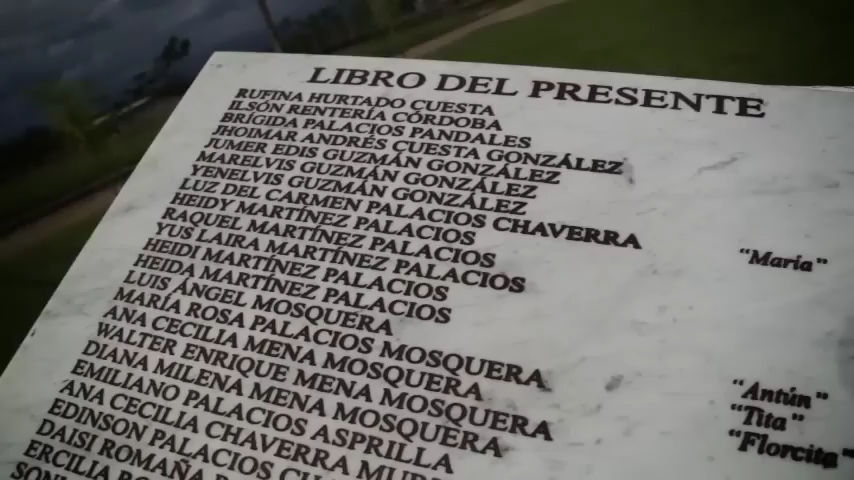 LIBRO DEL PRESENTE
RUFINA HURTADO CUESTA
ILSÓN RENTERÍA CÓRDOBA
BRÍGIDA PALACIOS PANDALES
JHOIMAR ANDRÉS CUESTA GONZÁLEZ
JUMER EDIS GUZMÁN GONZÁLEZ
MARELVIS GUZMÁN GONZÁLEZ
YENELVIS GUZMÁN GONZÁLEZ
LUZ DEL CARMEN PALACIOS CHAVERRA "María"
HEIDY MARTÍNEZ PALACIOS
RAQUEL MARTÍNEZ PALACIOS
YUS LAIRA MARTÍNEZ PALACIOS
HEIDI MARTÍNEZ PALACIOS
HEIDA MARTÍNEZ PALACIOS
LUIS ÁNGEL MOSQUERA
MARÍA ROSA PALACIOS MOSQUERA "Antún"
ANA CECILIA MENA MOSQUERA "Tita"
WALTER ENRIQUE MENA MOSQUERA "Florcita"
DIANA MILENA MENA MOSQUERA
EMILIANO PALACIOS ASPRILLA
ANA CECILIA CHAVERRA
EDINSON PALACIOS
DAISI ROMAÑA
ERCILIA